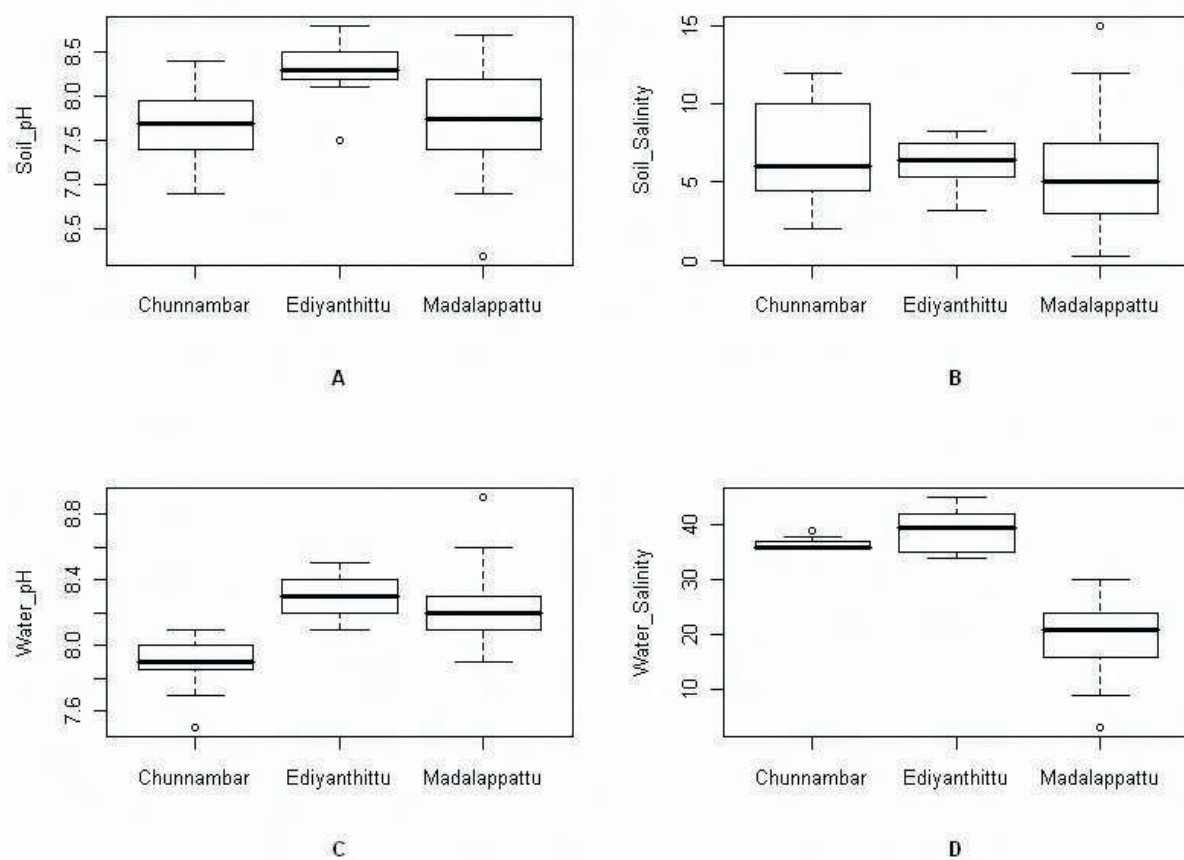 Soil_pH
8.5
8.0
7.5
7.0
6.5
Chunnambar Ediyanthittu Madalappattu
A
Soil_Salinity
15
10
5
0
Chunnambar Ediyanthittu Madalappattu
B
Water_pH
8.8
8.4
8.0
7.6
Chunnambar Ediyanthittu Madalappattu
C
Water_Salinity
40
30
20
10
Chunnambar Ediyanthittu Madalappattu
D